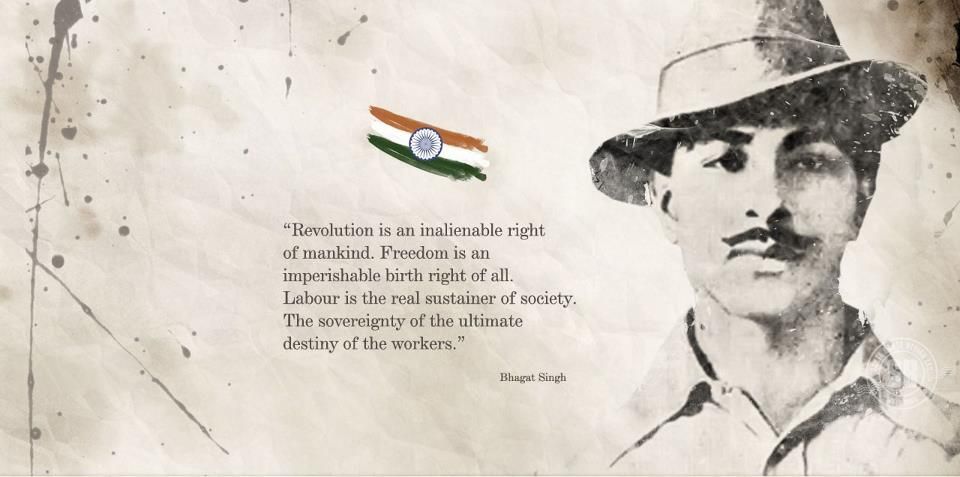 “Revolution is an inalienable right
of mankind. Freedom is an
imperishable birth right of all.
Labour is the real sustainer of society.
The sovereignty of the ultimate
destiny of the workers.”
Bhagat Singh